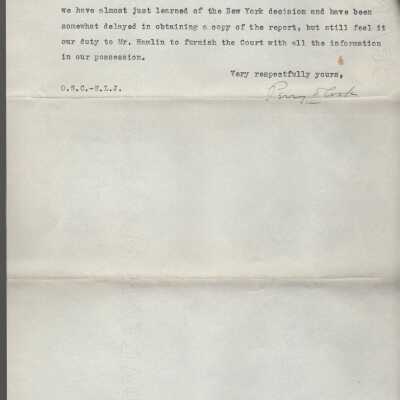 we have almost just learned of the New York decision and have been
somewhat delayed in obtaining a copy of the report, but still feel it
our duty to Mr. Hamlin to furnish the Court with all the information
in our possession.
Very respectfully yours,